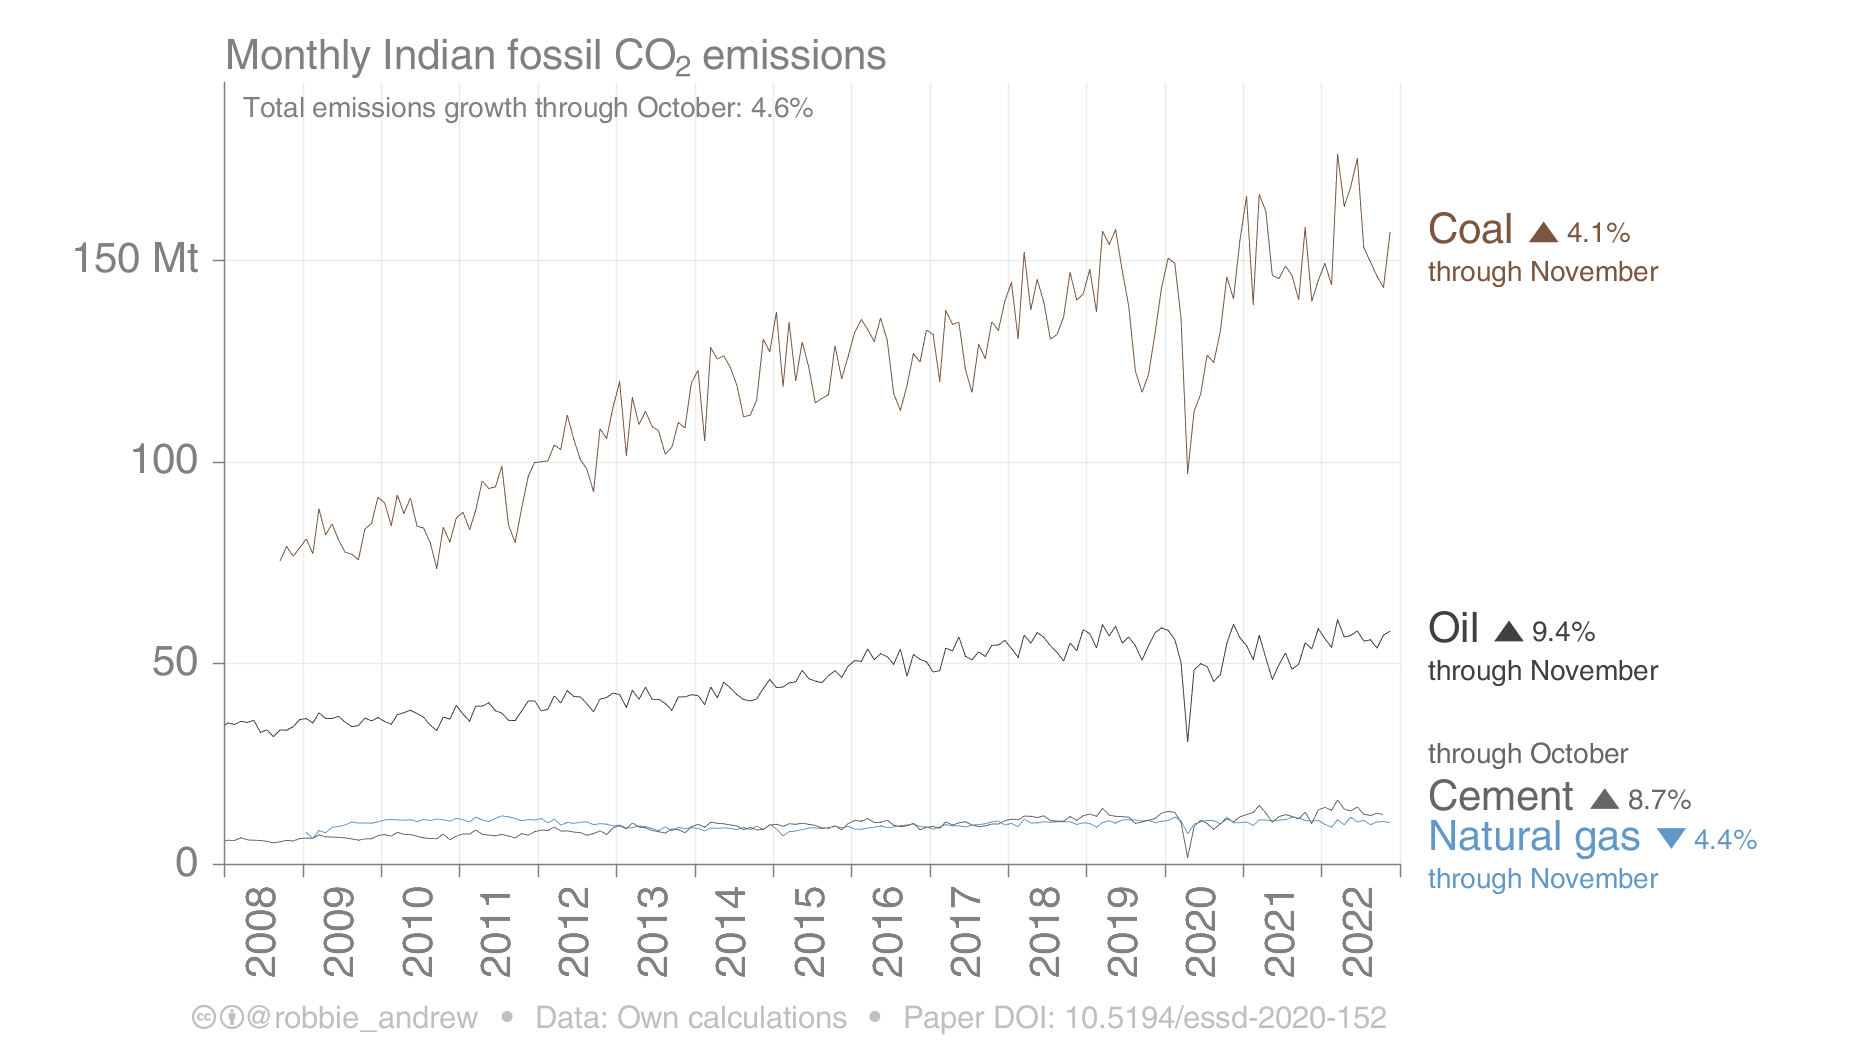 Monthly Indian fossil CO₂ emissions
Total emissions growth through October: 4.6%
150 Mt
100
50
0
2008
2009
2010
2011
2012
2013
2014
2015
2016
2017
2018
2019
2020
2021
2022
Coal ▲ 4.1%
through November
Oil ▲ 9.4%
through November
through October
Cement ▲ 8.7%
Natural gas ▼ 4.4%
through November
@robbie_andrew • Data: Own calculations • Paper DOI: 10.5194/essd-2020-152